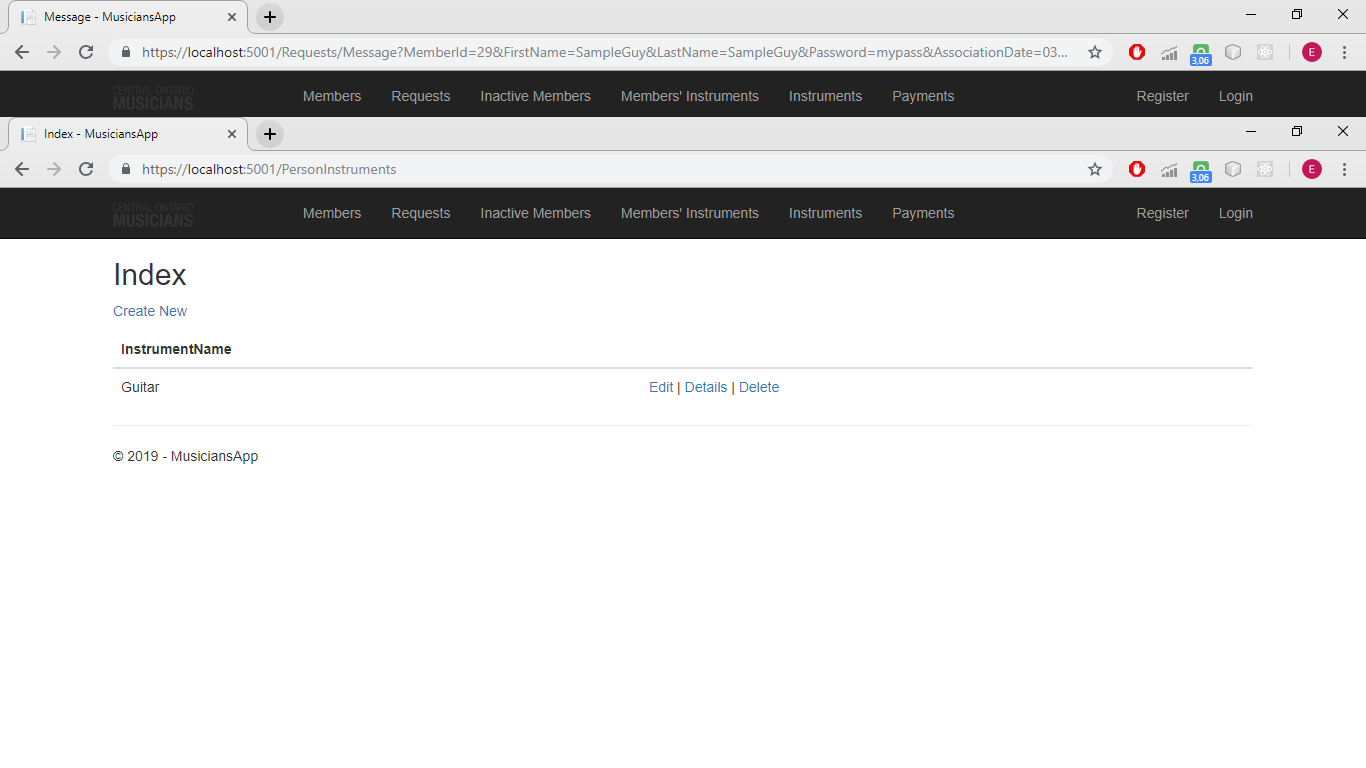 Message - MusiciansApp
https://localhost:5001/Requests/Message?MemberId=29&FirstName=SampleGuy&LastName=SampleGuy&Password=mypass&AssociationDate=03...
3,06
E
CENTRAL ONTARIO
MUSICIANS
Members Requests Inactive Members Members' Instruments Instruments Payments Register Login
Index - MusiciansApp
https://localhost:5001/PersonInstruments
3,06
E
CENTRAL ONTARIO
MUSICIANS
Members Requests Inactive Members Members' Instruments Instruments Payments Register Login
Index
Create New
InstrumentName
Guitar Edit | Details | Delete
© 2019 - MusiciansApp